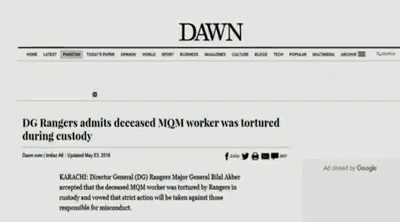 DAWN
HOME LATEST PAKISTAN TODAY'S PAPER OPINION WORLD SPORT BUSINESS MAGAZINES CULTURE BLOGS TECH POPULAR MULTIMEDIA ARCHIVE SEARCH
DG Rangers admits deceased MQM worker was tortured
during custody
Dawn.com | Imtiaz Ali | Updated May 03, 2016
Ad closed by Google
KARACHI: Director General (DG) Rangers Major General Bilal Akber
accepted that the deceased MQM worker was tortured by Rangers in
custody and vowed that strict action will be taken against those
responsible for misconduct.